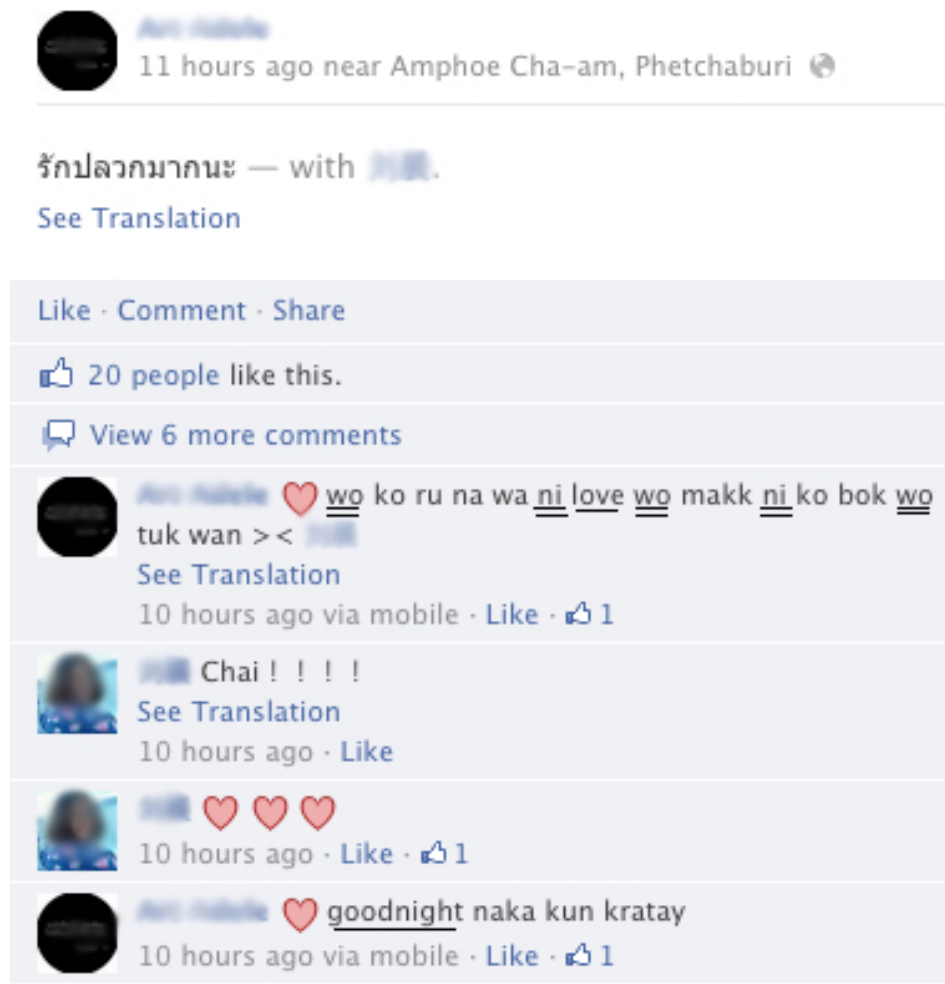 11 hours ago near Amphoe Cha-am, Phetchaburi
รักปลวกมากนะ — with
See Translation
Like · Comment · Share
20 people like this.
View 6 more comments
wo ko ru na wa ni love wo makk ni ko bok wo
tuk wan > <
See Translation
10 hours ago via mobile · Like · 1
Chai ! ! ! !
See Translation
10 hours ago · Like
10 hours ago · Like · 1
goodnight naka kun kratay
10 hours ago via mobile · Like · 1